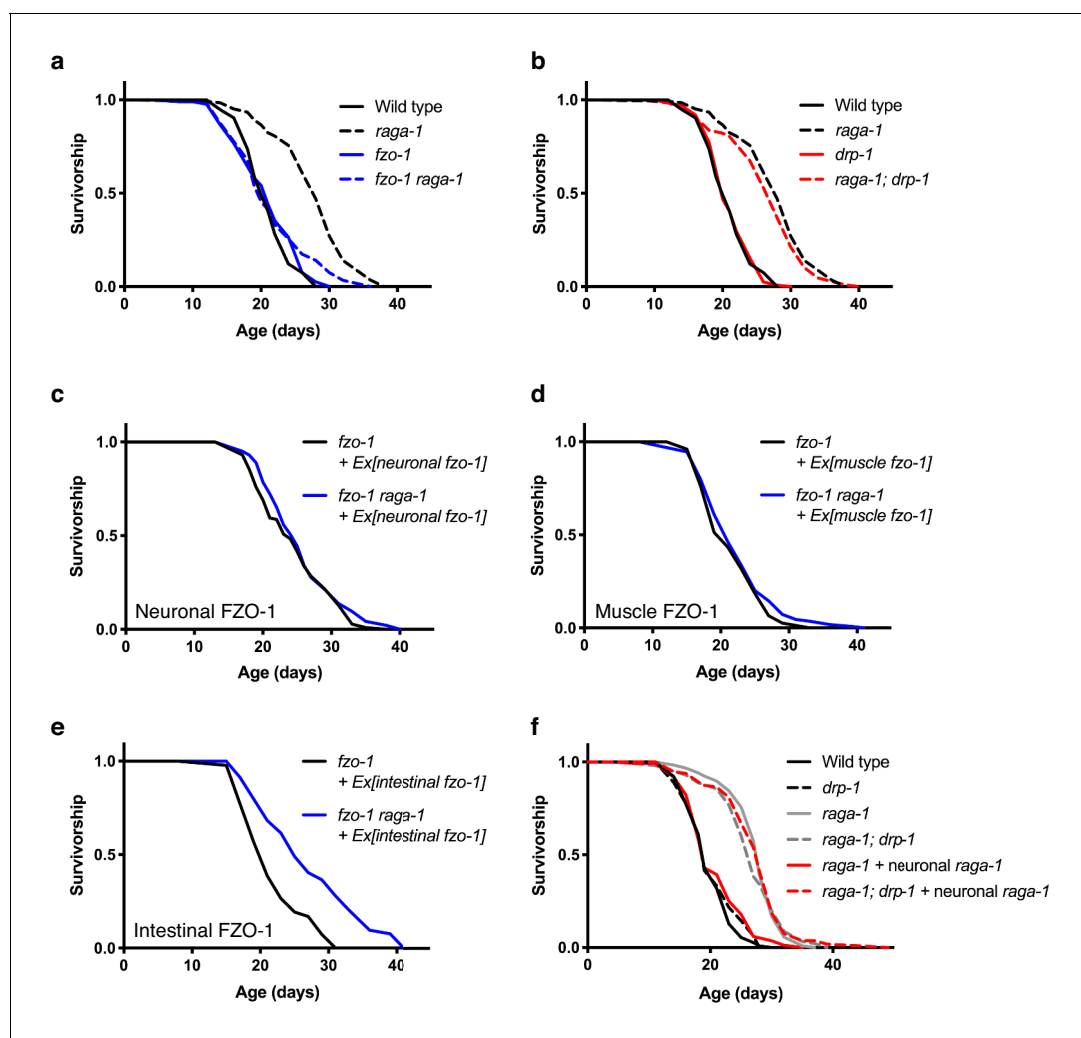 a
1.0
0.5
0.0
Survivorship
0 10 20 30 40
Age (days)
Wild type
raga-1
fzo-1
fzo-1 raga-1
b
1.0
0.5
0.0
Survivorship
0 10 20 30 40
Age (days)
Wild type
raga-1
drp-1
raga-1; drp-1
c
1.0
0.5
0.0
Survivorship
0 10 20 30 40
Age (days)
fzo-1
+ Ex[neuronal fzo-1]
fzo-1 raga-1
+ Ex[neuronal fzo-1]
Neuronal FZO-1
d
1.0
0.5
0.0
Survivorship
0 10 20 30 40
Age (days)
fzo-1
+ Ex[muscle fzo-1]
fzo-1 raga-1
+ Ex[muscle fzo-1]
Muscle FZO-1
e
1.0
0.5
0.0
Survivorship
0 10 20 30 40
Age (days)
fzo-1
+ Ex[intestinal fzo-1]
fzo-1 raga-1
+ Ex[intestinal fzo-1]
Intestinal FZO-1
f
1.0
0.5
0.0
Survivorship
0 20 40
Age (days)
Wild type
drp-1
raga-1
raga-1; drp-1
raga-1 + neuronal raga-1
raga-1; drp-1 + neuronal raga-1